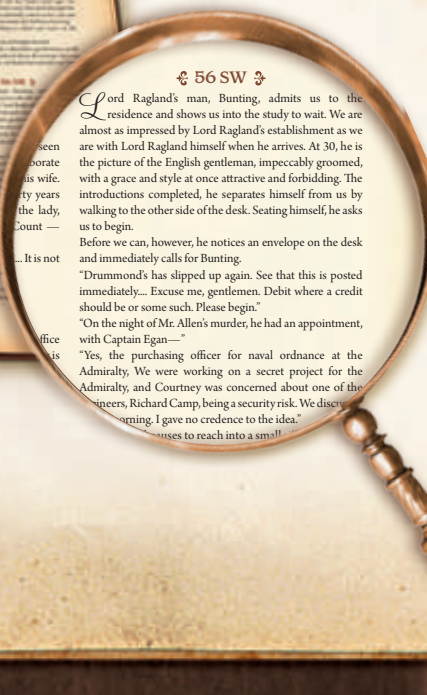 56 SW
Lord Ragland's man, Bunting, admits us to the
residence and shows us into the study to wait. We are
almost as impressed by Lord Ragland's establishment as we
are with Lord Ragland himself when he arrives. At 30, he is
the picture of the English gentleman, impeccably groomed,
with a grace and style at once attractive and forbidding. The
introductions completed, he separates himself from us by
walking to the other side of the desk. Seating himself, he asks
us to begin.
Before we can, however, he notices an envelope on the desk
and immediately calls for Bunting.
"Drummond's has slipped up again. See that this is posted
immediately.... Excuse me, gentlemen. Debit where a credit
should be or some such. Please begin."
"On the night of Mr. Allen's murder, he had an appointment,
with Captain Egan—"
"Yes, the purchasing officer for naval ordnance at the
Admiralty, We were working on a secret project for the
Admiralty, and Courtney was concerned about one of the
Richard Camp, being a security risk. We
I gave no credence to the idea."
to reach into a small
seen
his wife.
years
the lady,
Count —
... It is not
is